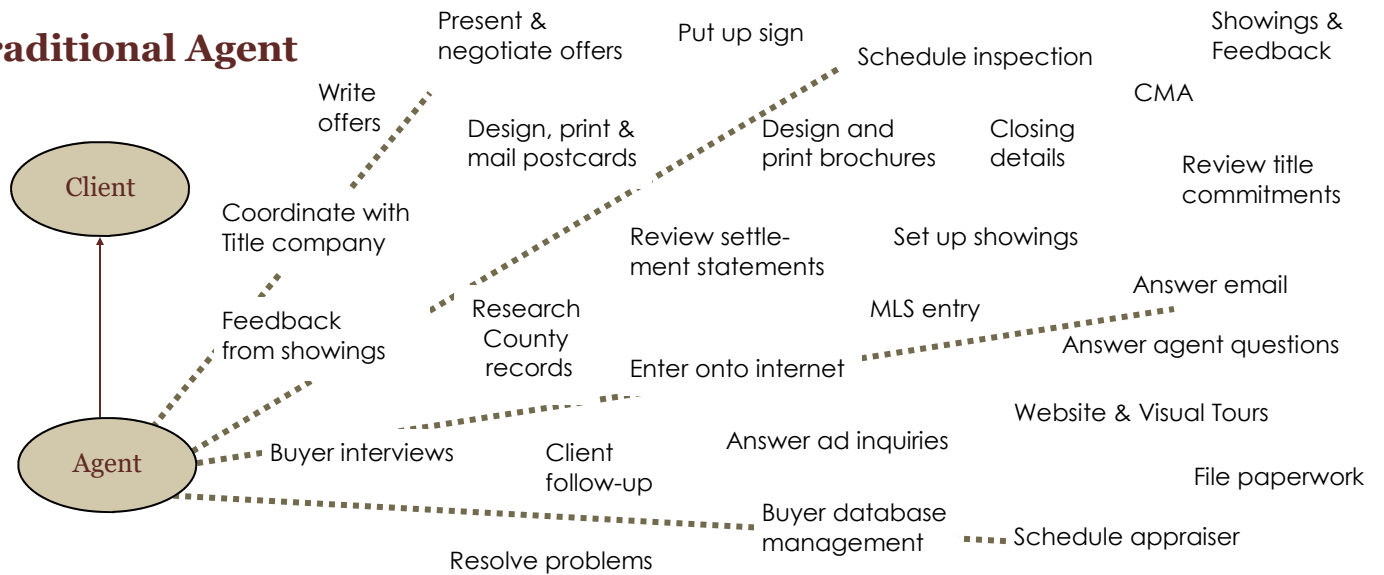 raditional Agent
Present &
negotiate offers
Put up sign
Schedule inspection
Showings &
Feedback
Write
offers
CMA
Design, print &
mail postcards
Design and
print brochures
Closing
details
Review title
commitments
Client
Coordinate with
Title company
Review settle-
ment statements
Set up showings
Answer email
Feedback
from showings
Research
County
records
MLS entry
Answer agent questions
Enter onto internet
Website & Visual Tours
Agent
Buyer interviews
Client
follow-up
Answer ad inquiries
File paperwork
Buyer database
management
Schedule appraiser
Resolve problems